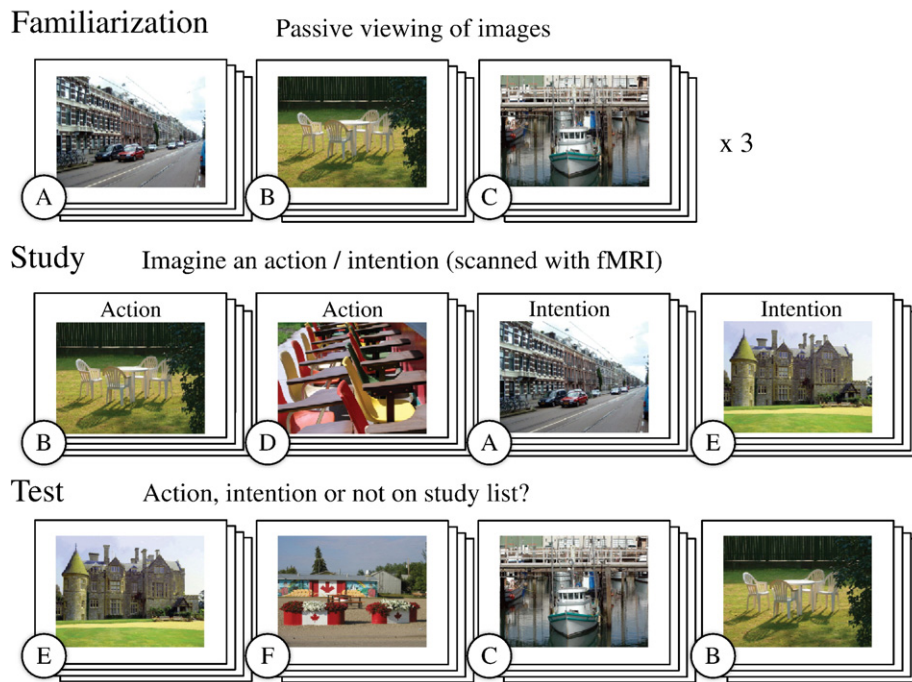 Familiarization Passive viewing of images
A B C x 3
Study Imagine an action / intention (scanned with fMRI)
Action Action Intention Intention
B D A E
Test Action, intention or not on study list?
E F C B